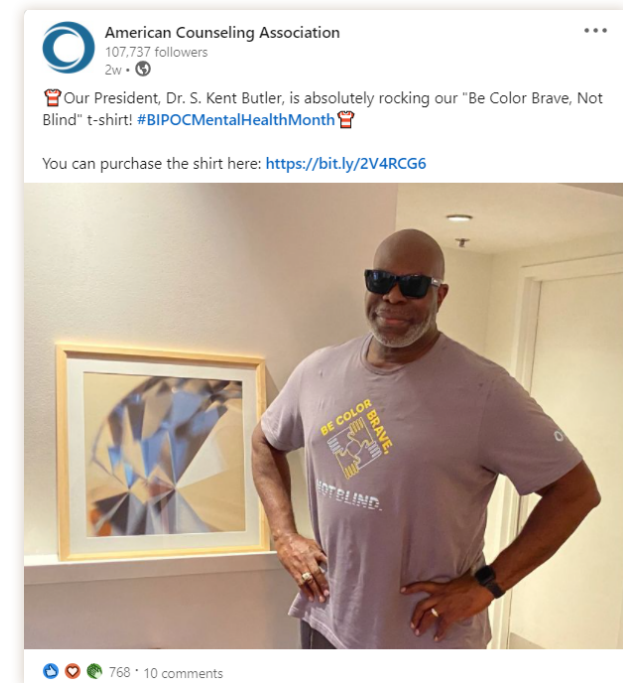 American Counseling Association
107,737 followers
2w •
Our President, Dr. S. Kent Butler, is absolutely rocking our "Be Color Brave, Not
Blind" t-shirt! #BIPOCMentalHealthMonth
You can purchase the shirt here: https://bit.ly/2V4RCG6
BE COLOR
BRAVE,
NOT BLIND.
768 · 10 comments